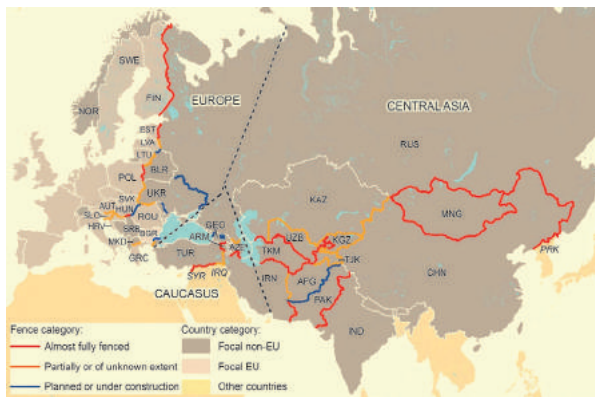 SWE
NOR
FIN
EUROPE
CENTRAL ASIA
EST
LVA
LTU
RUS
BLR
POL
UKR
SVK
AUT
HUN
KAZ
SLO
ROU
MNG
HRV
SRB
BGR
GEO
ARM
AZE
UZB
KGZ
MKD
TUR
TKM
TJK
PRK
GRC
CHN
SYR
IRQ
IRN
AFG
PAK
CAUCASUS
IND
Fence category:
Almost fully fenced
Partially or of unknown extent
Planned or under construction
Country category:
Focal non-EU
Focal EU
Other countries